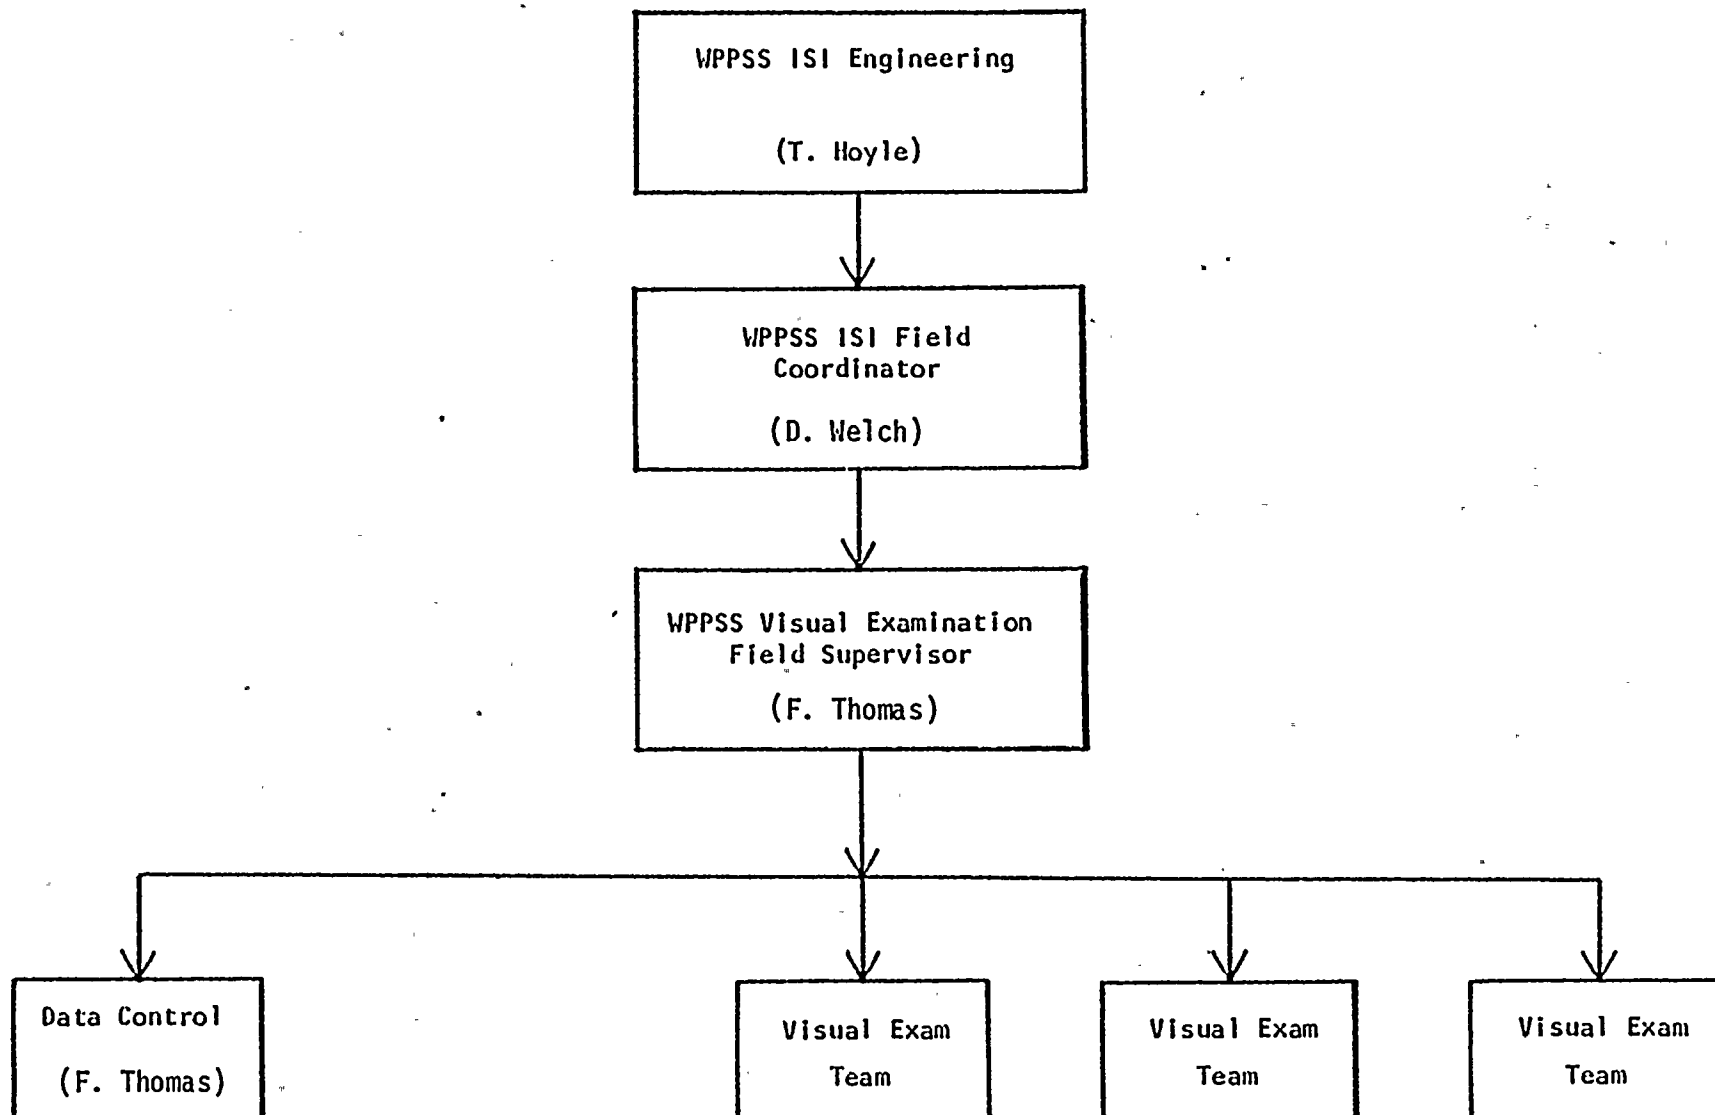 WPPSS ISI Engineering
(T. Hoyle)
WPPSS ISI Field
Coordinator
(D. Welch)
WPPSS Visual Examination
Field Supervisor
(F. Thomas)
Data Control
(F. Thomas)
Visual Exam
Team
Visual Exam
Team
Visual Exam
Team